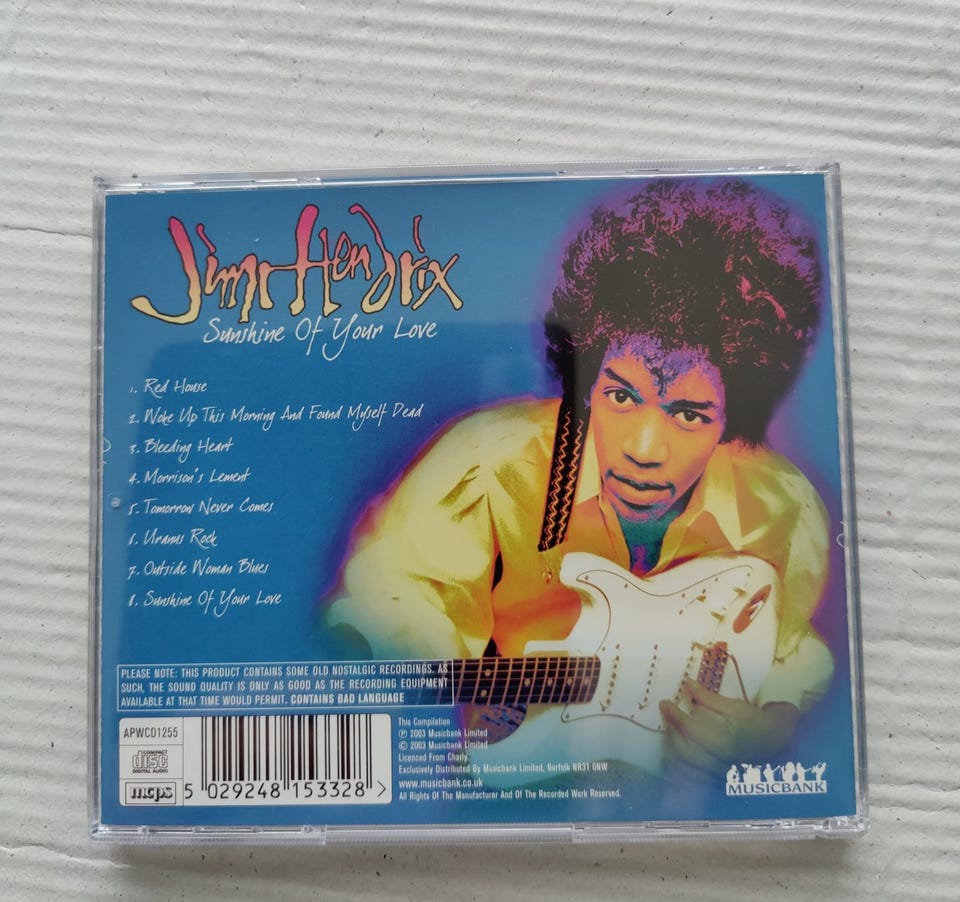 Jimi Hendrix
Sunshine Of Your Love
1. Red House
2. Woke Up This Morning And Found Myself Dead
3. Bleeding Heart
4. Morrison's Lement
5. Tomorrow Never Comes
6. Uranus Rock
7. Outside Woman Blues
8. Sunshine Of Your Love
PLEASE NOTE: THIS PRODUCT CONTAINS SOME OLD NOSTALGIC RECORDINGS. AS
SUCH, THE SOUND QUALITY IS ONLY AS GOOD AS THE RECORDING EQUIPMENT
AVAILABLE AT THAT TIME WOULD PERMIT. CONTAINS BAD LANGUAGE
APWCD1255
COMPACT
disc
DIGITAL AUDIO
mcps
5 029248 153328 >
This Compilation
℗ 2003 Musicbank Limited
© 2003 Musicbank Limited
Licenced From Charly.
Exclusively Distributed By Musicbank Limited, Norfolk NR31 0NW
www.musicbank.co.uk
All Rights Of The Manufacturer And Of The Recorded Work Reserved.
MUSICBANK